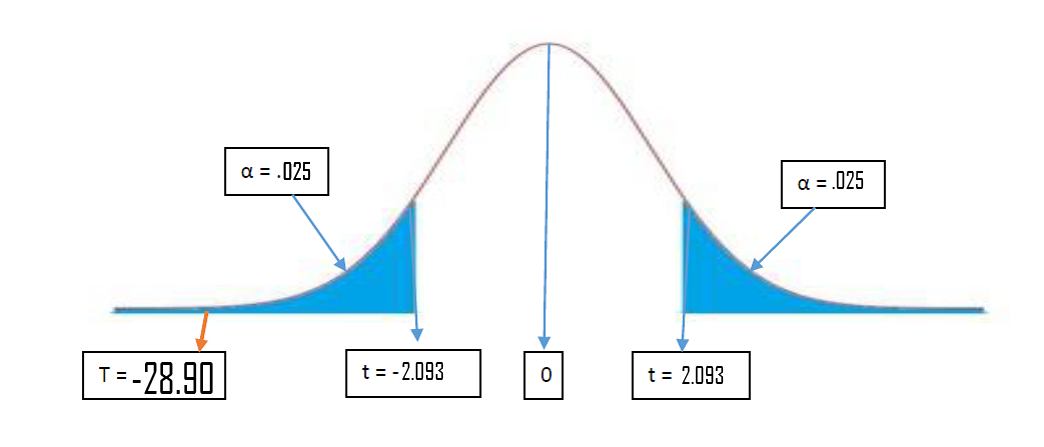 α = .025
α = .025
T = -28.90
t = -2.093
0
t = 2.093